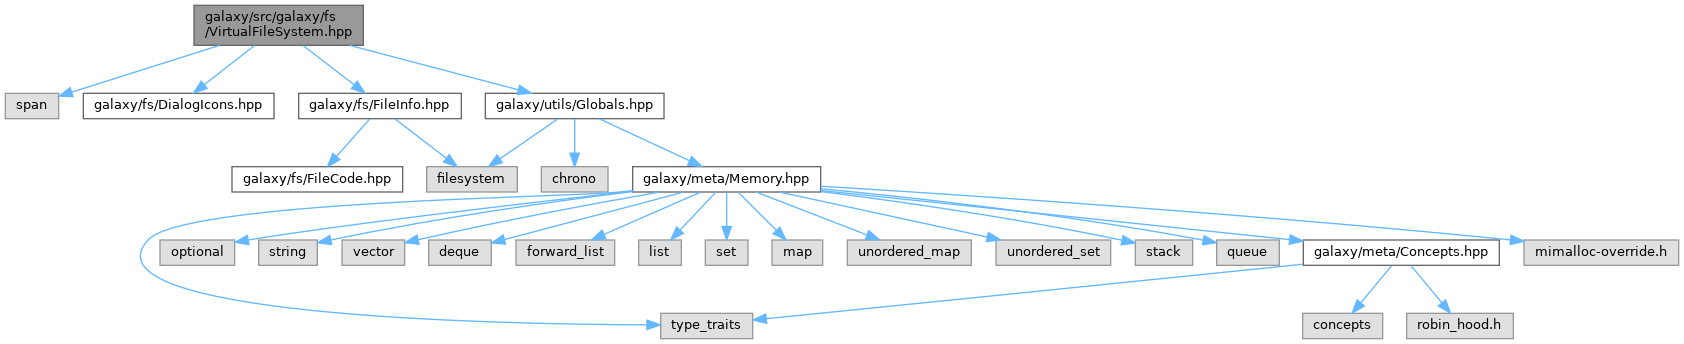 galaxy/src/galaxy/fs
/VirtualFileSystem.hpp
span
galaxy/fs/DialogIcons.hpp
galaxy/fs/FileInfo.hpp
galaxy/utils/Globals.hpp
galaxy/fs/FileCode.hpp
filesystem
chrono
galaxy/meta/Memory.hpp
optional
string
vector
deque
forward_list
list
set
map
unordered_map
unordered_set
stack
queue
galaxy/meta/Concepts.hpp
mimalloc-override.h
type_traits
concepts
robin_hood.h